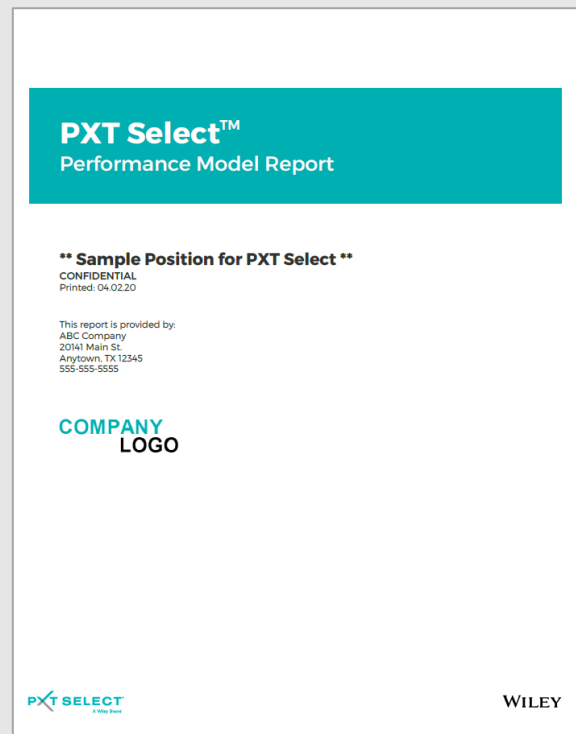 PXT Select™
Performance Model Report
** Sample Position for PXT Select **
CONFIDENTIAL
Printed: 04.02.20
This report is provided by:
ABC Company
20141 Main St.
Anytown, TX 12345
555-555-5555
COMPANY
LOGO
PXT SELECT
A Wiley Brand
WILEY